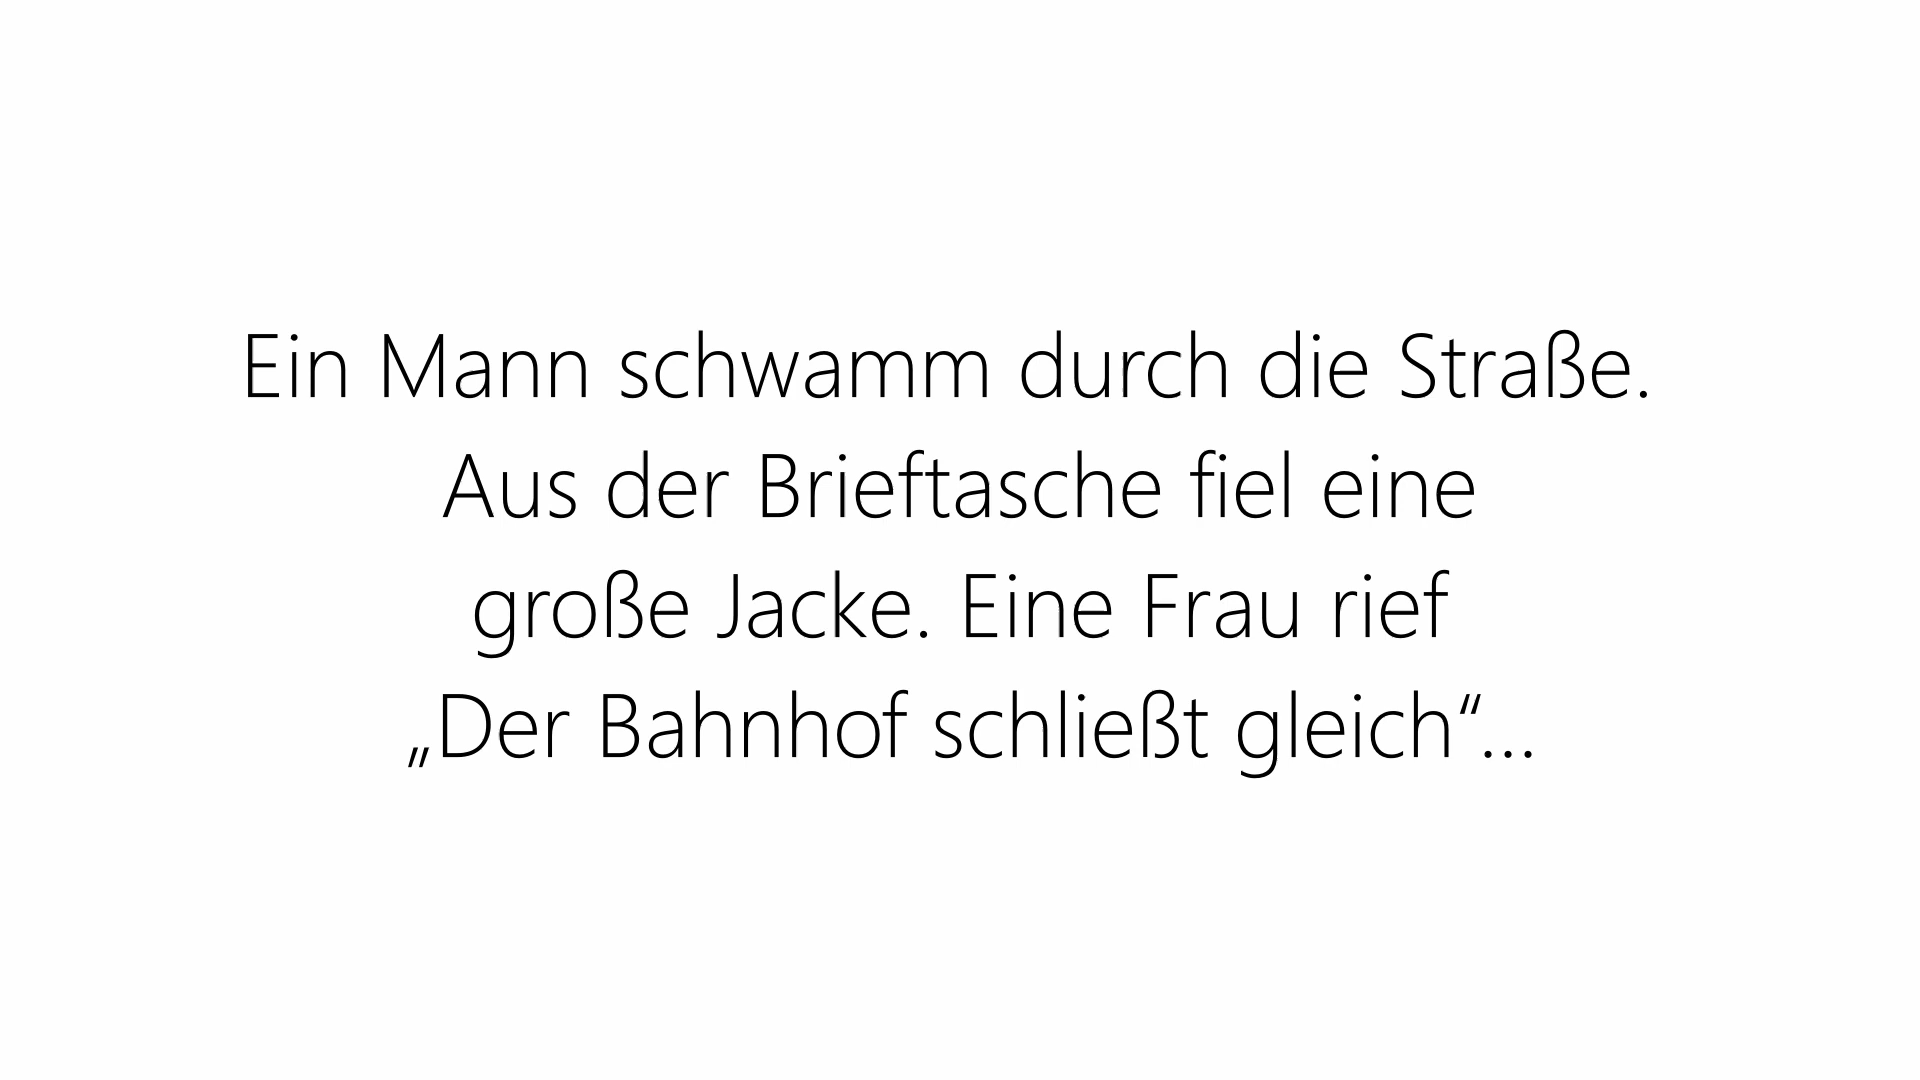 Ein Mann schwamm durch die Straße.
Aus der Brieftasche fiel eine
große Jacke. Eine Frau rief
„Der Bahnhof schließt gleich“...